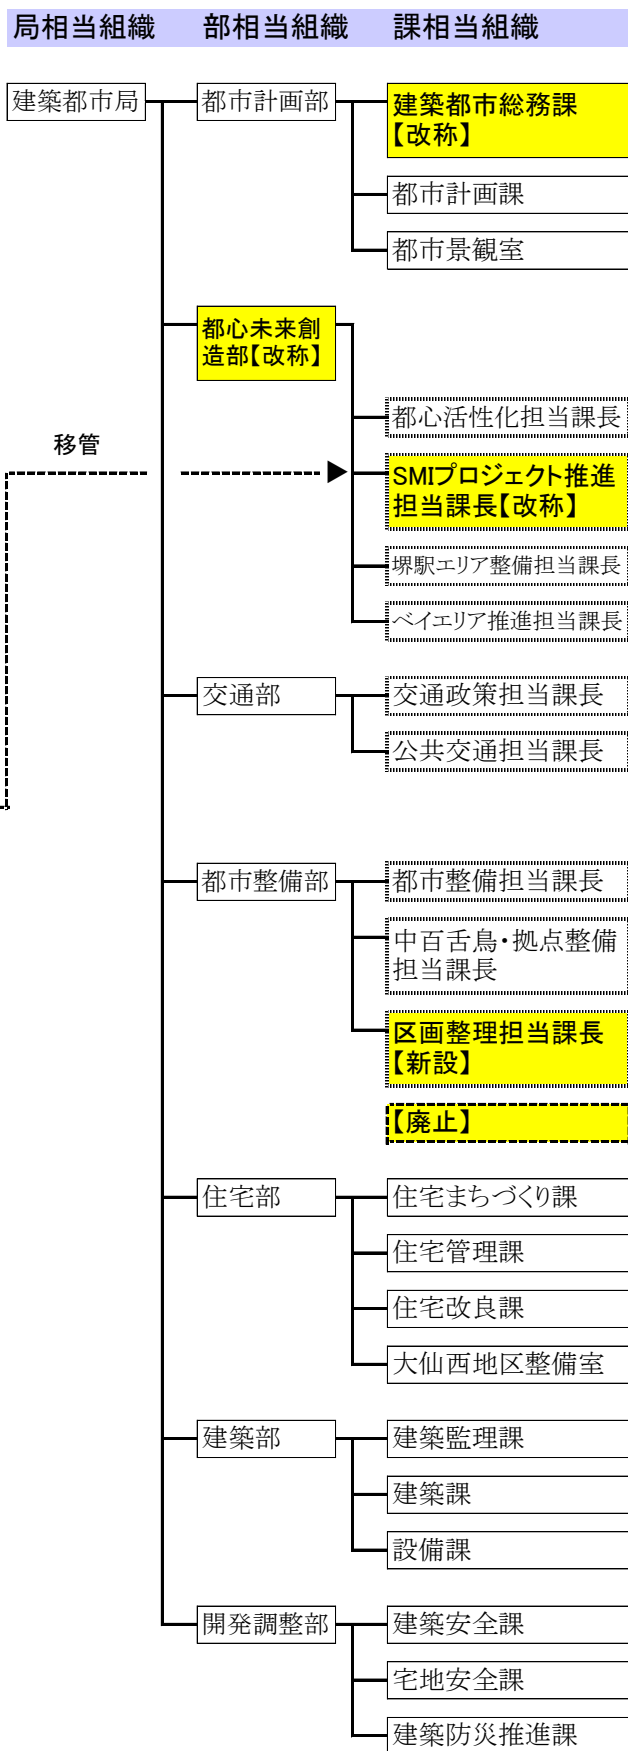 局相当組織 部相当組織 課相当組織
建築都市局 都市計画部 建築都市総務課
【改称】
都市計画課
都市景観室
都心未来創
造部【改称】
都心活性化担当課長
移管
SMIプロジェクト推進
担当課長【改称】
堺駅エリア整備担当課長
ベイエリア推進担当課長
交通部 交通政策担当課長
公共交通担当課長
都市整備部 都市整備担当課長
中百舌鳥・拠点整備
担当課長
区画整理担当課長
【新設】
【廃止】
住宅部 住宅まちづくり課
住宅管理課
住宅改良課
大仙西地区整備室
建築部 建築監理課
建築課
設備課
開発調整部 建築安全課
宅地安全課
建築防災推進課